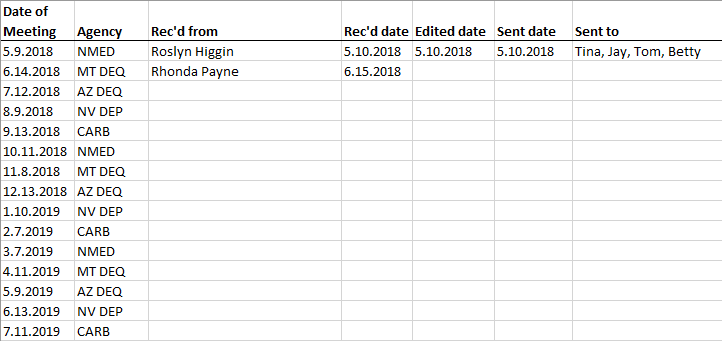 Date of
Meeting Agency Rec'd from Rec'd date Edited date Sent date Sent to
5.9.2018 NMED Roslyn Higgin 5.10.2018 5.10.2018 5.10.2018 Tina, Jay, Tom, Betty
6.14.2018 MT DEQ Rhonda Payne 6.15.2018
7.12.2018 AZ DEQ
8.9.2018 NV DEP
9.13.2018 CARB
10.11.2018 NMED
11.8.2018 MT DEQ
12.13.2018 AZ DEQ
1.10.2019 NV DEP
2.7.2019 CARB
3.7.2019 NMED
4.11.2019 MT DEQ
5.9.2019 AZ DEQ
6.13.2019 NV DEP
7.11.2019 CARB